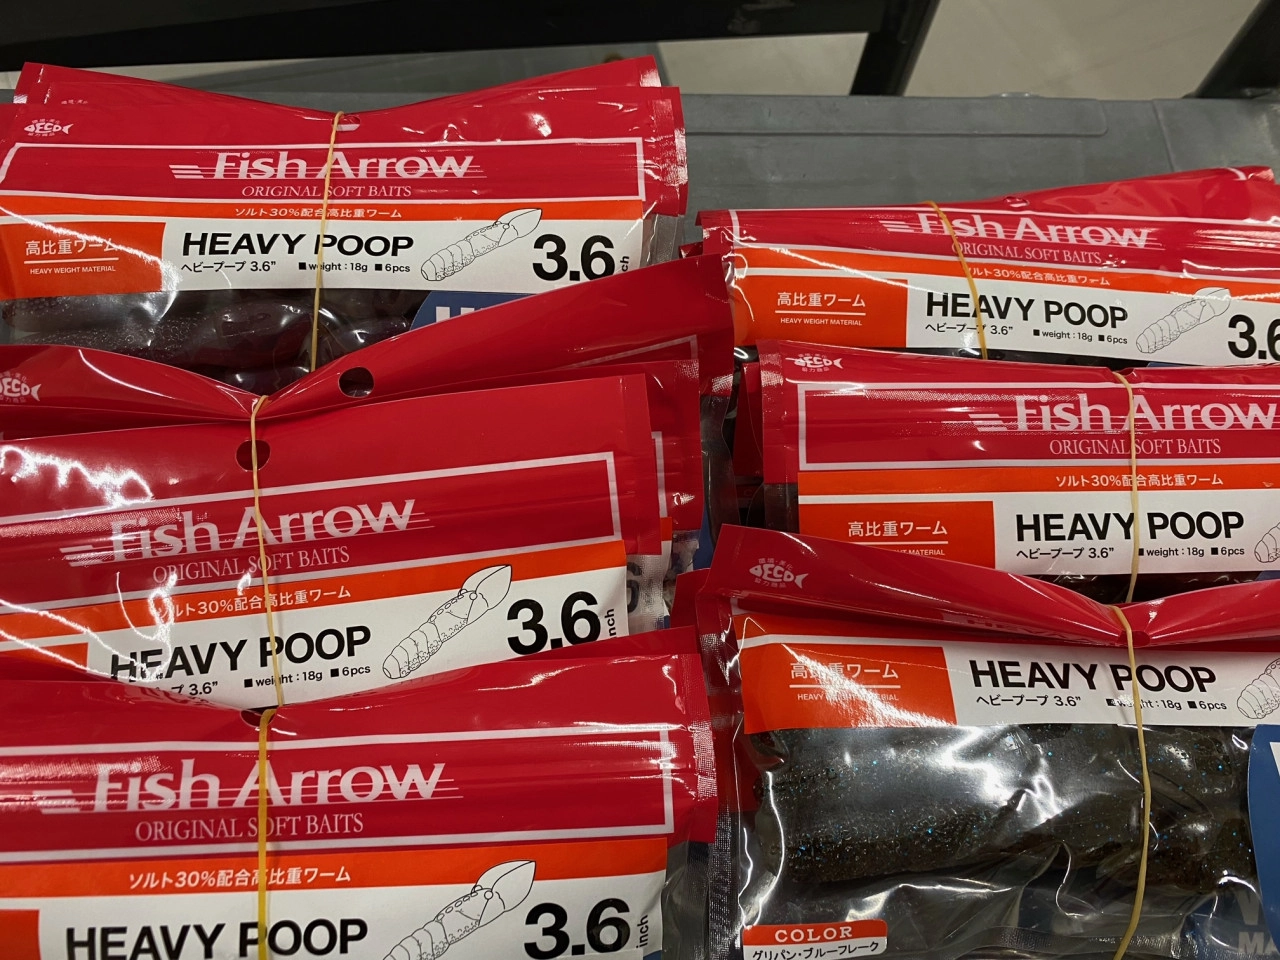 ECO
Fish Arrow
ORIGINAL SOFT BAITS
ソルト30%配合高比重ワーム
高比重ワーム
HEAVY WEIGHT MATERIAL
HEAVY POOP
ヘビープープ 3.6" ■weight:18g ■6pcs
3.6
Fish Arrow
ORIGINAL SOFT BAITS
ソルト30%配合高比重ワーム
高比重ワーム
HEAVY WEIGHT MATERIAL
HEAVY POOP
ヘビープープ 3.6" ■weight:18g ■6pcs
3.6
ECO
Fish Arrow
ORIGINAL SOFT BAITS
ソルト30%配合高比重ワーム
HEAVY POOP
3.6" ■weight:18g ■6pcs
3.6
inch
ECO
Fish Arrow
ORIGINAL SOFT BAITS
ソルト30%配合高比重ワーム
高比重ワーム
MATERIAL
HEAVY POOP
ヘビープープ 3.6" ■weight:18g ■6pcs
Fish Arrow
ORIGINAL SOFT BAITS
ソルト30%配合高比重ワーム
HEAVY POOP
3.6
inch
ECO
高比重ワーム
HEAVY WEIGHT MATERIAL
HEAVY POOP
ヘビープープ 3.6" ■weight:18g ■6pcs
COLOR
グリパン・ブルーフレーク